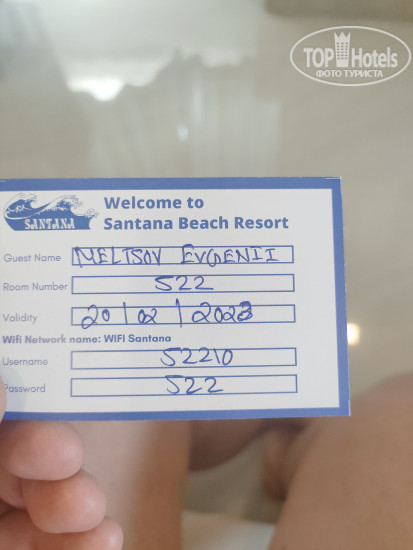 TOP Hotels
ФОТО ТУРИСТА
SANTANA
Welcome to
Santana Beach Resort
Guest Name MELTSOV EVGENII
Room Number 522
Validity 20/02/2023
Wifi Network name: WIFI Santana
Username 52210
Password 522